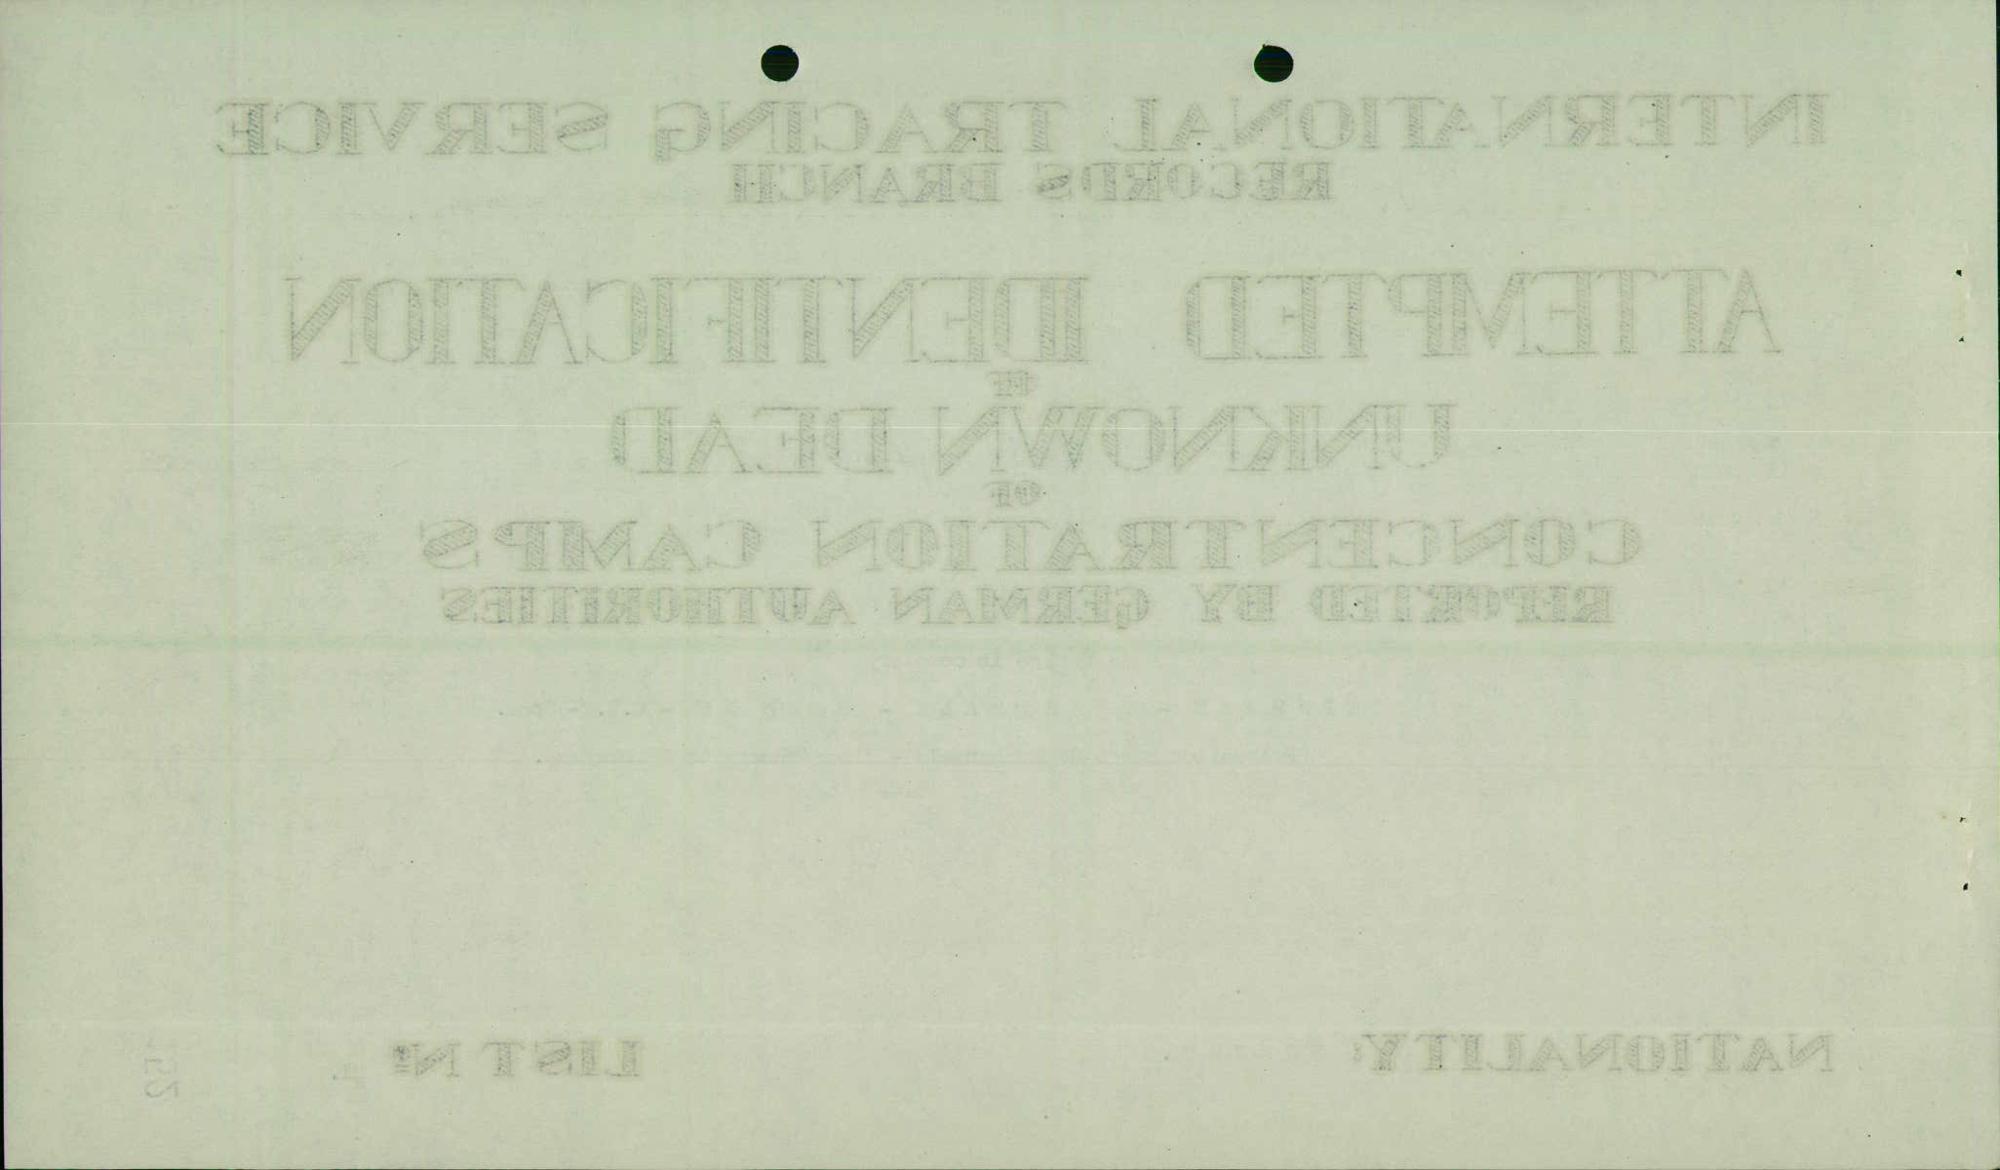 INTERNATIONAL TRACING SERVICE
RECORDS BRANCH
ATTEMPTED IDENTIFICATION
OF
UNKNOWN DEAD
OF
CONCENTRATION CAMPS
REPORTED BY GERMAN AUTHORITIES
NATIONALITY:
LIST Nº
52